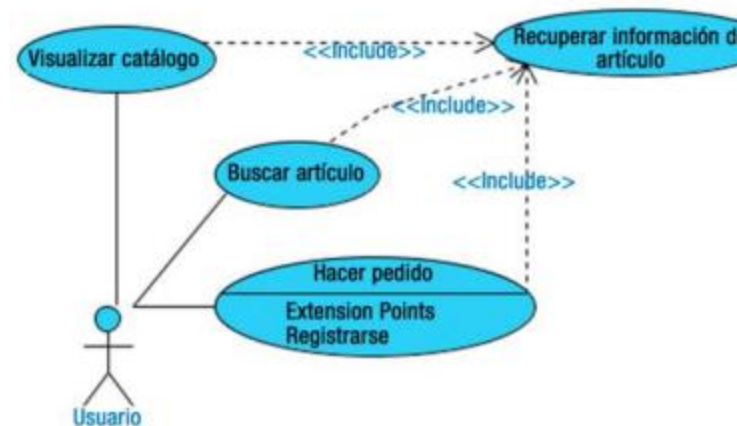 Visualizar catálogo
<<Include>>
Recuperar información d
artículo
<<Include>>
Buscar artículo
<<Include>>
Hacer pedido
Extension Points
Registrarse
Usuario